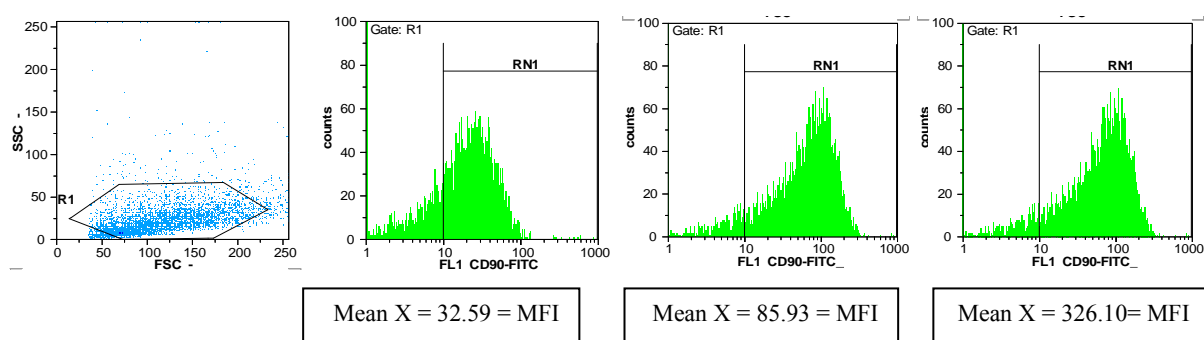 250
200
150
100
50
0
SSC -
R1
0 50 100 150 200 250
FSC -
100
80
60
40
20
0
counts
Gate: R1
RN1
1 10 100 1000
FL1 CD90-FITC
100
80
60
40
20
0
counts
Gate: R1
RN1
1 10 100 1000
FL1 CD90-FITC_
100
80
60
40
20
0
counts
Gate: R1
RN1
1 10 100 1000
FL1 CD90-FITC_
Mean X = 32.59 = MFI
Mean X = 85.93 = MFI
Mean X = 326.10= MFI